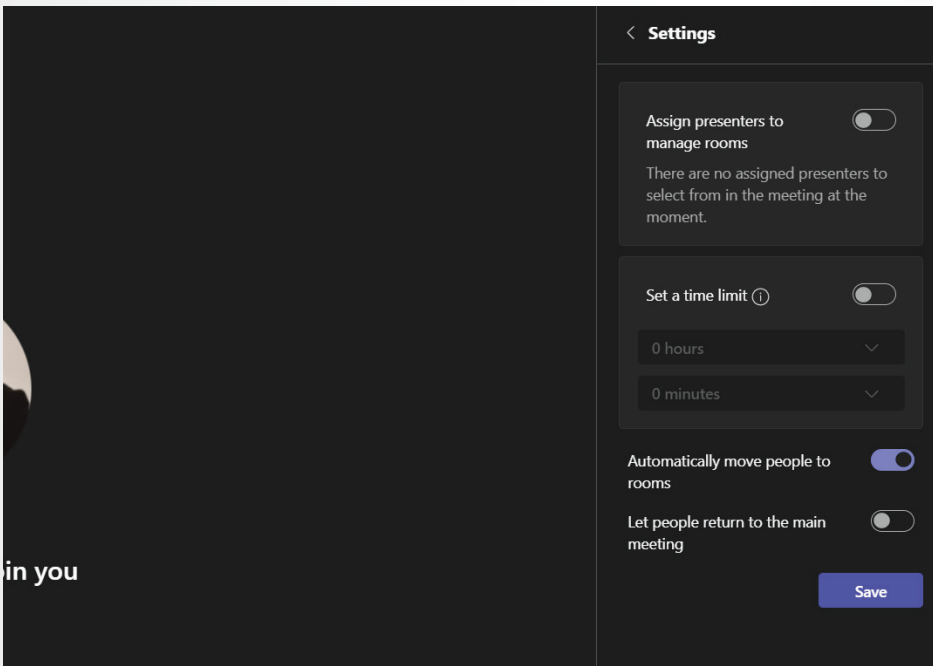 Settings
Assign presenters to
manage rooms
There are no assigned presenters to
select from in the meeting at the
moment.
Set a time limit
0 hours
0 minutes
Automatically move people to
rooms
Let people return to the main
meeting
in you
Save